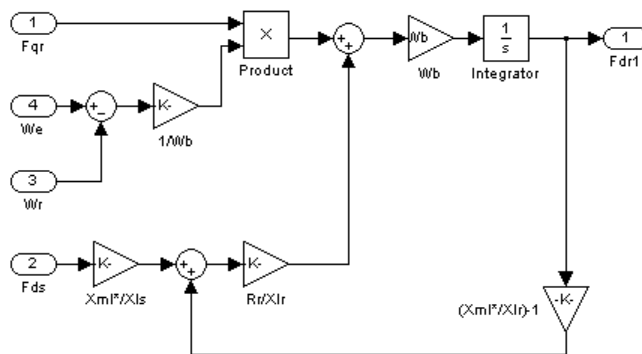 1
Fqr
×
Product
+
+
Wb
Wb
1
s
Integrator
1
Fdr1
4
We
+
−
K-
1/Wb
3
Wr
2
Fds
K-
Xml*/Xls
+
+
K-
Rr/Xlr
-K-
(Xml*/Xlr)-1